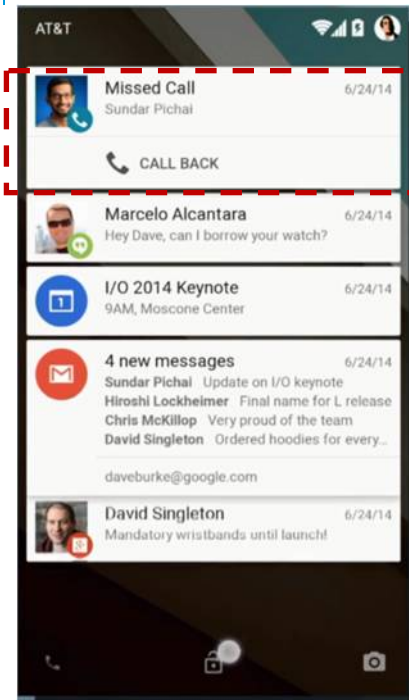 AT&T
Missed Call 6/24/14
Sundar Pichai
CALL BACK
Marcelo Alcantara 6/24/14
Hey Dave, can I borrow your watch?
1
I/O 2014 Keynote 6/24/14
9AM, Moscone Center
4 new messages 6/24/14
Sundar Pichai Update on I/O keynote
Hiroshi Lockheimer Final name for L release
Chris McKillop Very proud of the team
David Singleton Ordered hoodies for every...
daveburke@google.com
David Singleton 6/24/14
Mandatory wristbands until launch!